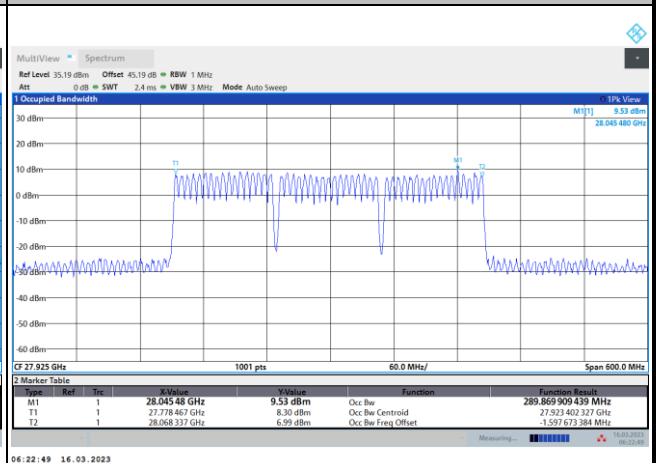 MultiView Spectrum
Ref Level 35.19 dBm Offset 45.19 dB RBW 1 MHz
Att 0 dB SWT 2.4 ms VBW 3 MHz Mode Auto Sweep
1 Occupied Bandwidth 1Pk View
M1[1] 9.53 dBm
28.045 480 GHz
30 dBm
20 dBm
T1 M1 T2
10 dBm
0 dBm
-10 dBm
-20 dBm
-30 dBm
-40 dBm
-50 dBm
-60 dBm
CF 27.925 GHz 1001 pts 60.0 MHz/ Span 600.0 MHz
2 Marker Table
Type Ref Trc X-Value Y-Value Function Function Result
M1 1 28.045 48 GHz 9.53 dBm Occ Bw 289.869 909 439 MHz
T1 1 27.778 467 GHz 8.30 dBm Occ Bw Centroid 27.923 402 327 GHz
T2 1 28.068 337 GHz 6.99 dBm Occ Bw Freq Offset -1.597 673 384 MHz
Measuring... 16.03.2023
06:22:49
06:22:49 16.03.2023